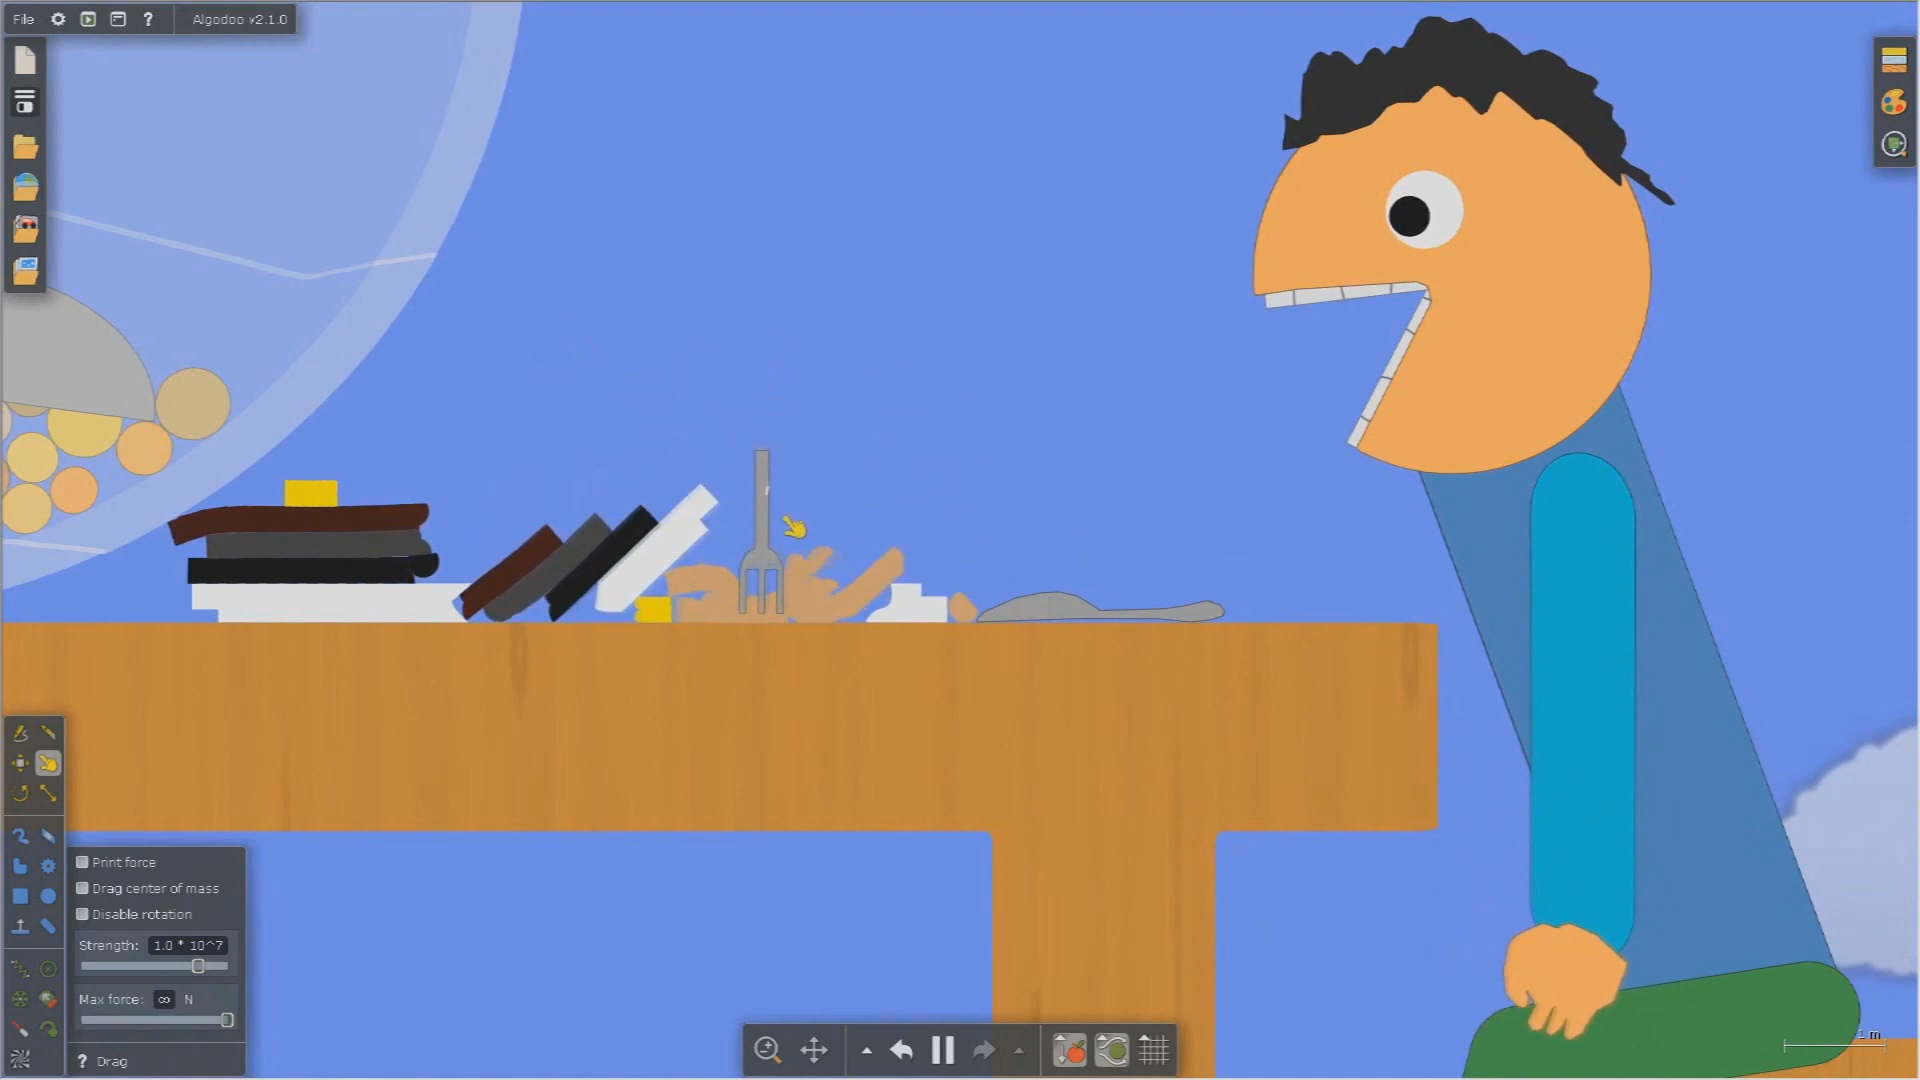 File ? Algodoo v2.1.0
Print force
Drag center of mass
Disable rotation
Strength: 1.0 * 10^7
Max force: ∞ N
? Drag
1 m